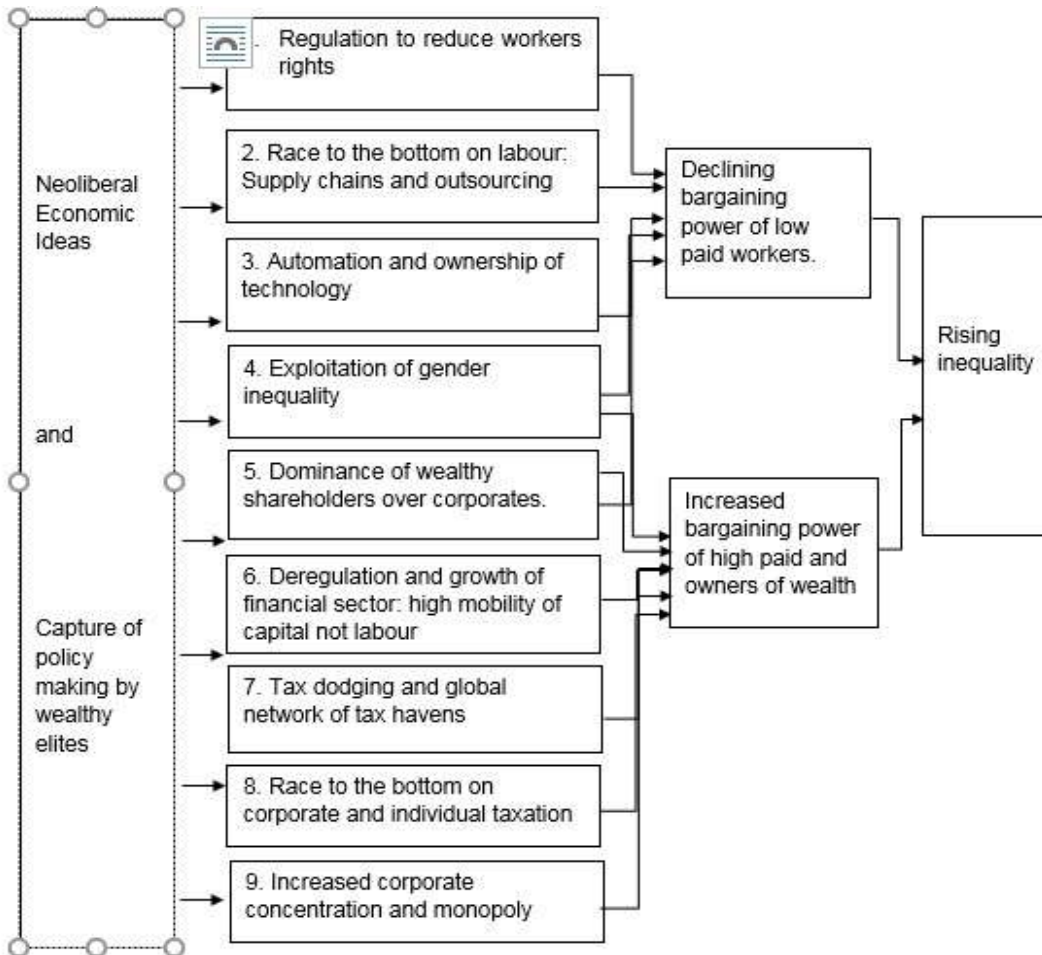 Neoliberal
Economic
Ideas
and
Capture of
policy
making by
wealthy
elites
. Regulation to reduce workers
rights
2. Race to the bottom on labour:
Supply chains and outsourcing
3. Automation and ownership of
technology
4. Exploitation of gender
inequality
5. Dominance of wealthy
shareholders over corporates.
6. Deregulation and growth of
financial sector: high mobility of
capital not labour
7. Tax dodging and global
network of tax havens
8. Race to the bottom on
corporate and individual taxation
9. Increased corporate
concentration and monopoly
Declining
bargaining
power of low
paid workers.
Increased
bargaining power
of high paid and
owners of wealth
Rising
inequality